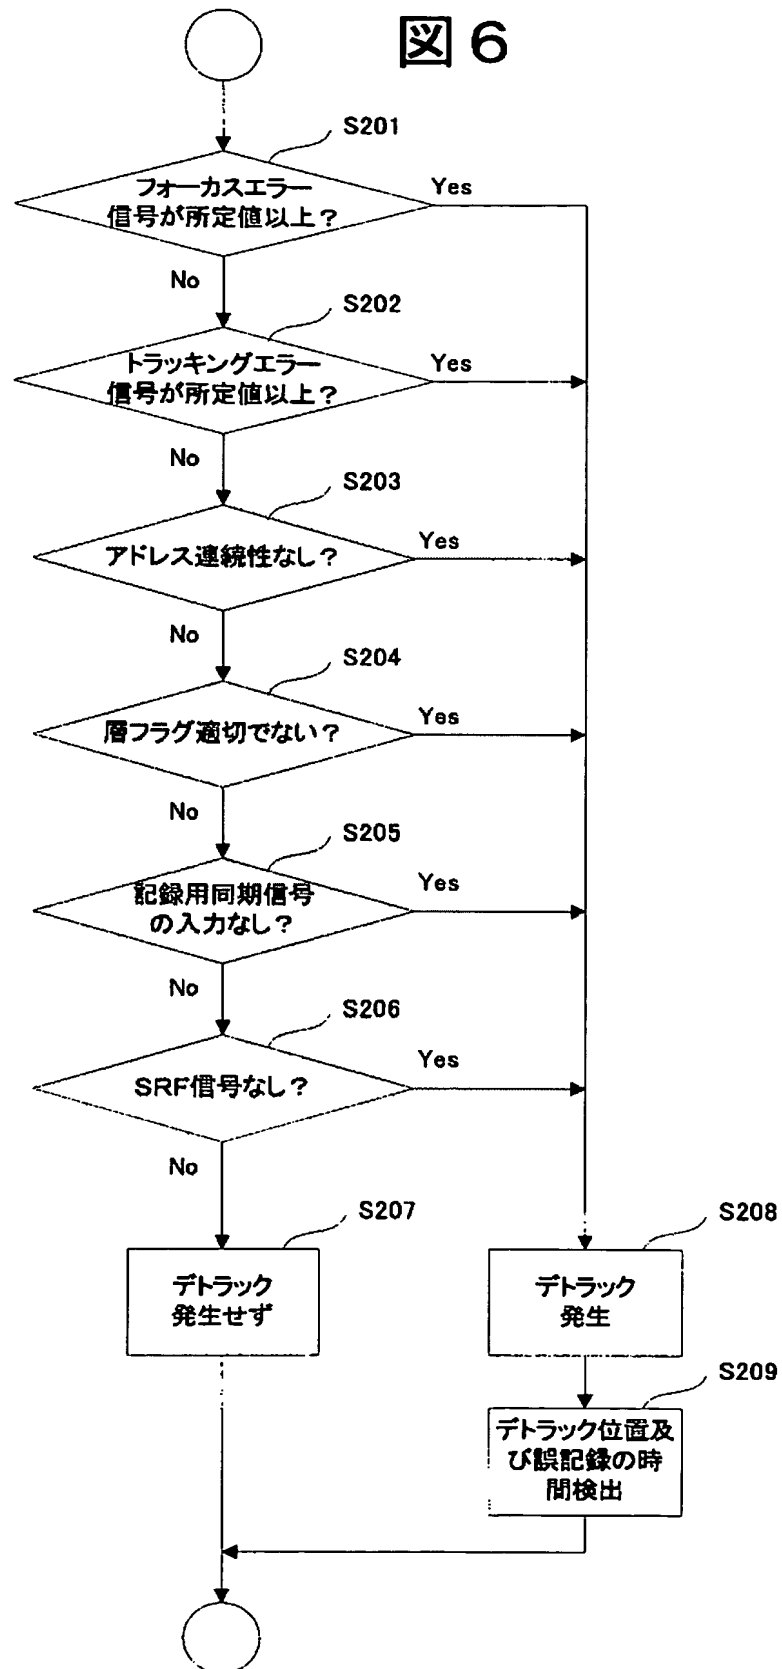 図6
S201
フォーカスエラー
信号が所定値以上？
Yes
No
S202
トラッキングエラー
信号が所定値以上？
Yes
No
S203
アドレス連続性なし？
Yes
No
S204
層フラグ適切でない？
Yes
No
S205
記録用同期信号
の入力なし？
Yes
No
S206
SRF信号なし？
Yes
No
S207
デトラック
発生せず
S208
デトラック
発生
S209
デトラック位置及
び誤記録の時
間検出